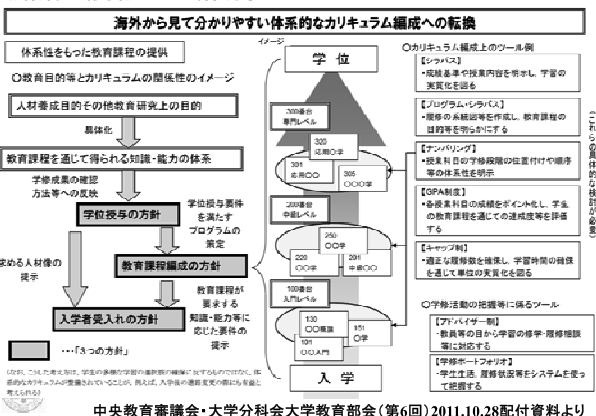 海外から見て分かりやすい体系的なカリキュラム編成への転換
体系性をもった教育課程の提供
○教育目的等とカリキュラムの関係性のイメージ
人材養成目的その他教育研究上の目的
具体化
教育課程を通じて得られる知識・能力の体系
学修成果の確認
方法等への反映
学位授与の方針
学位授与要件
を満たす
プログラムの
策定
求める人材像の
提示
教育課程編成の方針
教育課程が
要求する
知識・能力等に
応じた要件の
提示
入学者受入れの方針
・・・「3つの方針」
イメージ
学 位
300番台
専門レベル
320
応用○学
301
応用○○
305
○○○学
200番台
中級レベル
250
○○学
220
○○学
201
中級○○
100番台
入門レベル
130
○○概論
151
○学
101
○○入門
入 学
○カリキュラム編成上のツール例
【シラバス】
・成績基準や授業内容を明示し、学習の
実質化を図る
【プログラム・シラバス】
・履修の系統図等を作成し、教育課程の
目的等を明らかにする
【ナンバリング】
・授業科目の学修段階の位置付けや順序
等の体系性を明示
【GPA制度】
・各授業科目の成績をポイント化し、学生
の教育課程を通じての達成度等を評価
する
【キャップ制】
・適正な履修数を確保し、学習時間の確保
を通じて単位の実質化を図る
(これらの具体的な検討が必要)
○学修活動の把握等に係るツール
【アドバイザー制】
・教員等の目から学習の修学・履修相談
等に対応する
【学修ポートフォリオ】
・学生生活、履修状況等をシステムを使っ
て把握する
中央教育審議会・大学分科会大学教育部会(第6回)2011.10.28配付資料より